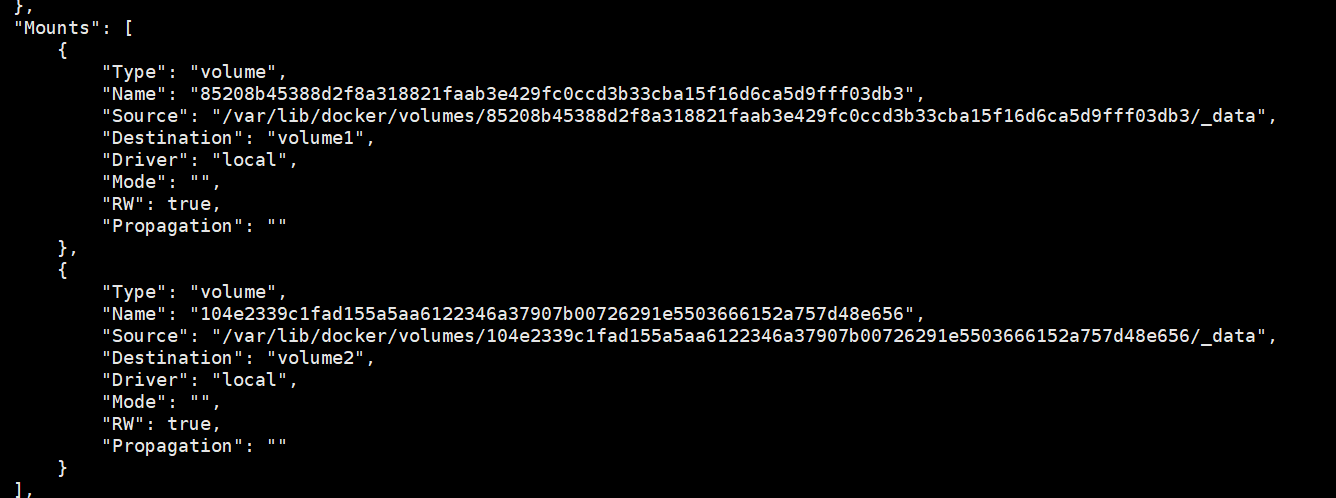 },
"Mounts": [
{
"Type": "volume",
"Name": "85208b45388d2f8a318821faab3e429fc0ccd3b33cba15f16d6ca5d9fff03db3",
"Source": "/var/lib/docker/volumes/85208b45388d2f8a318821faab3e429fc0ccd3b33cba15f16d6ca5d9fff03db3/_data",
"Destination": "volume1",
"Driver": "local",
"Mode": "",
"RW": true,
"Propagation": ""
},
{
"Type": "volume",
"Name": "104e2339c1fad155a5aa6122346a37907b00726291e5503666152a757d48e656",
"Source": "/var/lib/docker/volumes/104e2339c1fad155a5aa6122346a37907b00726291e5503666152a757d48e656/_data",
"Destination": "volume2",
"Driver": "local",
"Mode": "",
"RW": true,
"Propagation": ""
}
],